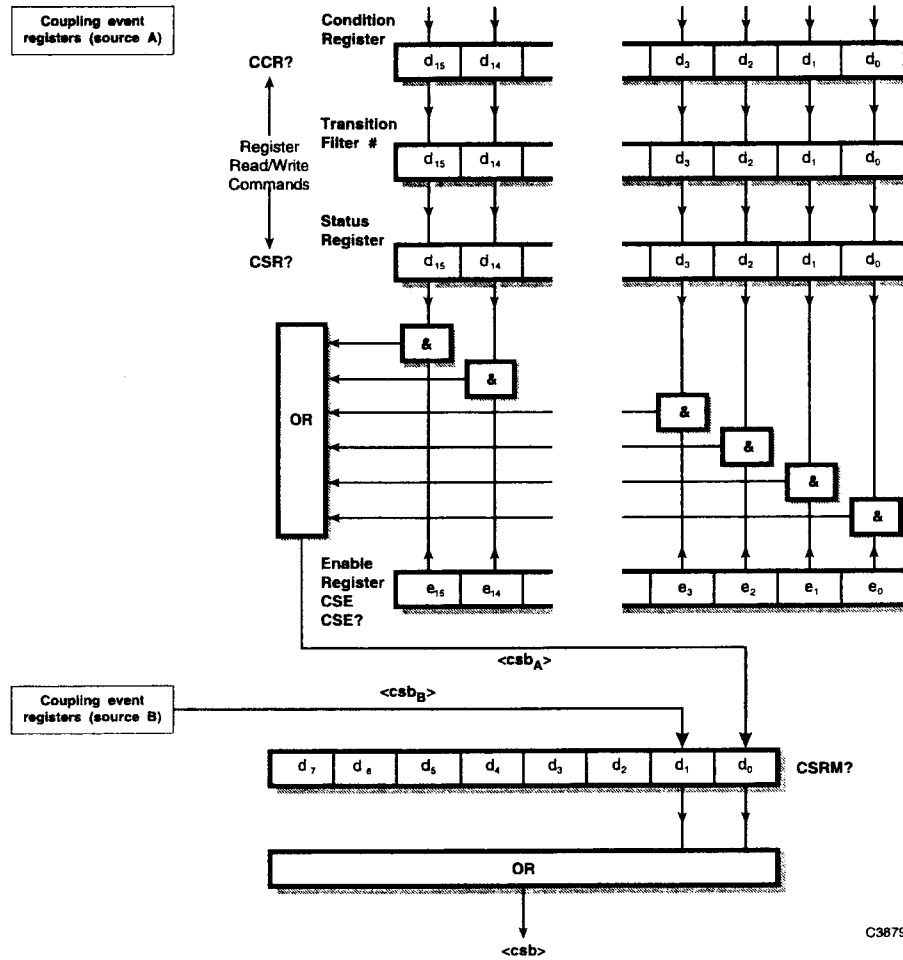 Coupling event
registers (source A)
Condition
Register
CCR?
d15 d14 d3 d2 d1 d0
Transition
Filter #
Register
Read/Write
Commands
d15 d14 d3 d2 d1 d0
Status
Register
CSR?
d15 d14 d3 d2 d1 d0
&
&
OR
&
&
&
&
Enable
Register
CSE
CSE?
e15 e14 e3 e2 e1 e0
<csbA>
<csbB>
Coupling event
registers (source B)
d7 d6 d5 d4 d3 d2 d1 d0 CSRM?
OR
C3879
<csb>